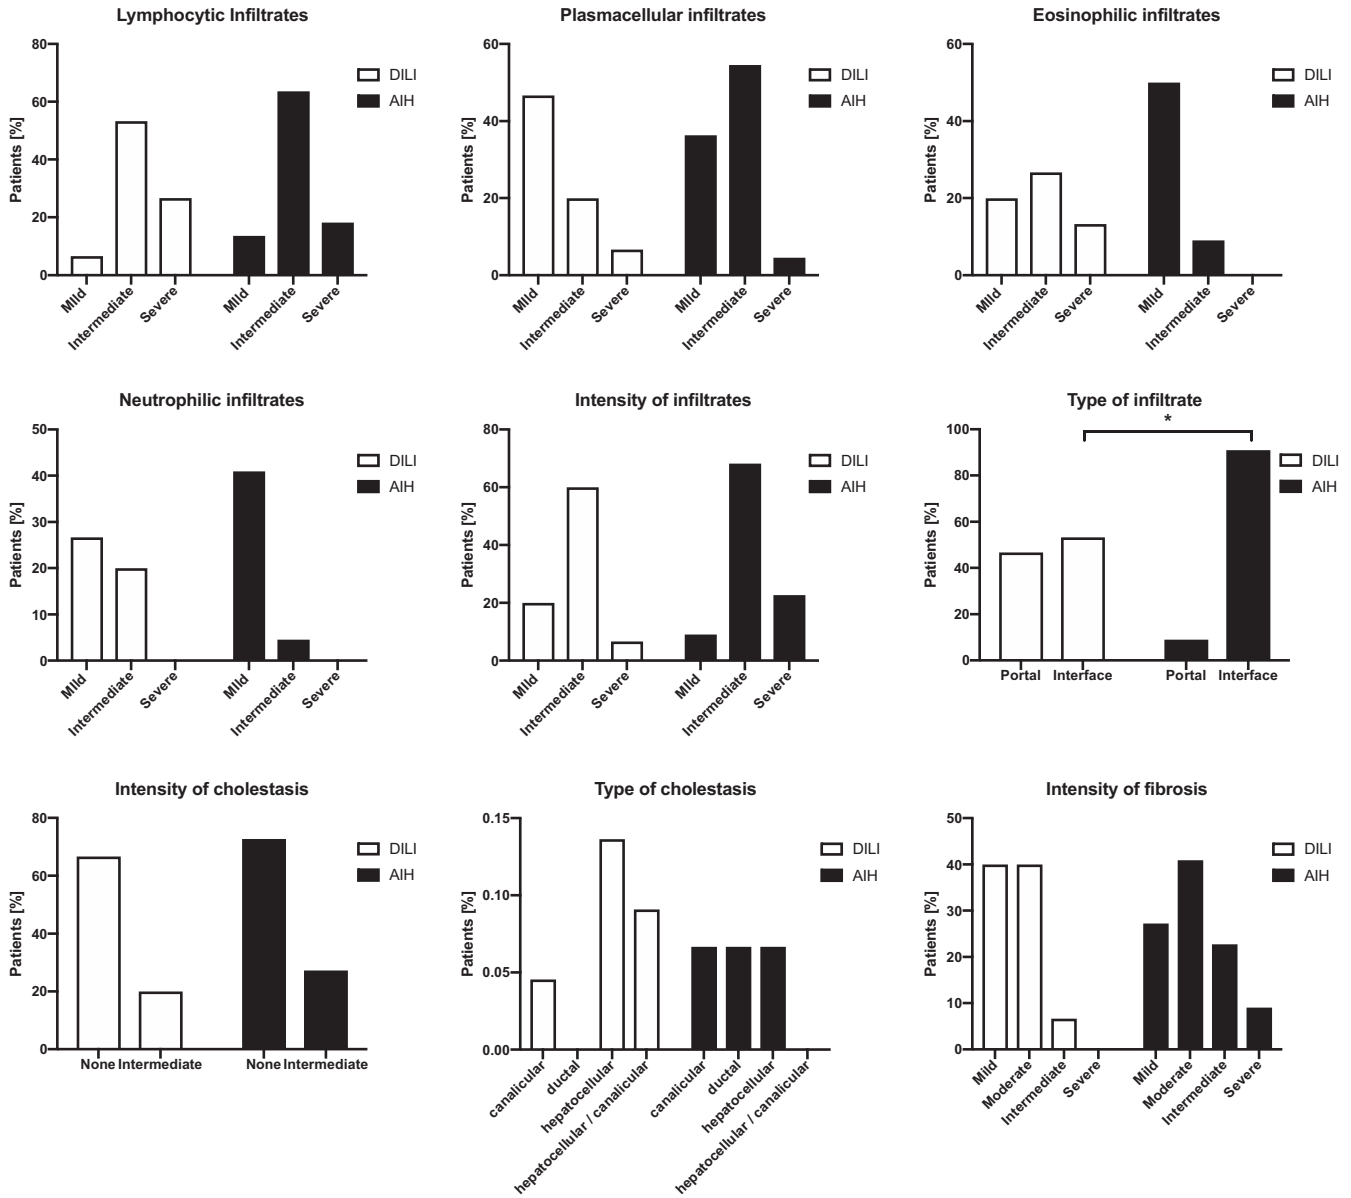 Lymphocytic Infiltrates
Patients [%]
80
60
40
20
0
MIld
Intermediate
Severe
MIld
Intermediate
Severe
DILI
AIH
Plasmacellular infiltrates
Patients [%]
60
40
20
0
MIld
Intermediate
Severe
MIld
Intermediate
Severe
DILI
AIH
Eosinophilic infiltrates
Patients [%]
60
40
20
0
MIld
Intermediate
Severe
MIld
Intermediate
Severe
DILI
AIH
Neutrophilic infiltrates
Patients [%]
50
40
30
20
10
0
MIld
Intermediate
Severe
MIld
Intermediate
Severe
DILI
AIH
Intensity of infiltrates
Patients [%]
80
60
40
20
0
MIld
Intermediate
Severe
MIld
Intermediate
Severe
DILI
AIH
Type of infiltrate
*
Patients [%]
100
80
60
40
20
0
Portal Interface Portal Interface
DILI
AIH
Intensity of cholestasis
Patients [%]
80
60
40
20
0
None Intermediate None Intermediate
DILI
AIH
Type of cholestasis
Patients [%]
0.15
0.10
0.05
0.00
canalicular
ductal
hepatocellular
hepatocellular / canalicular
canalicular
ductal
hepatocellular
hepatocellular / canalicular
DILI
AIH
Intensity of fibrosis
Patients [%]
50
40
30
20
10
0
Mild
Moderate
Intermediate
Severe
Mild
Moderate
Intermediate
Severe
DILI
AIH